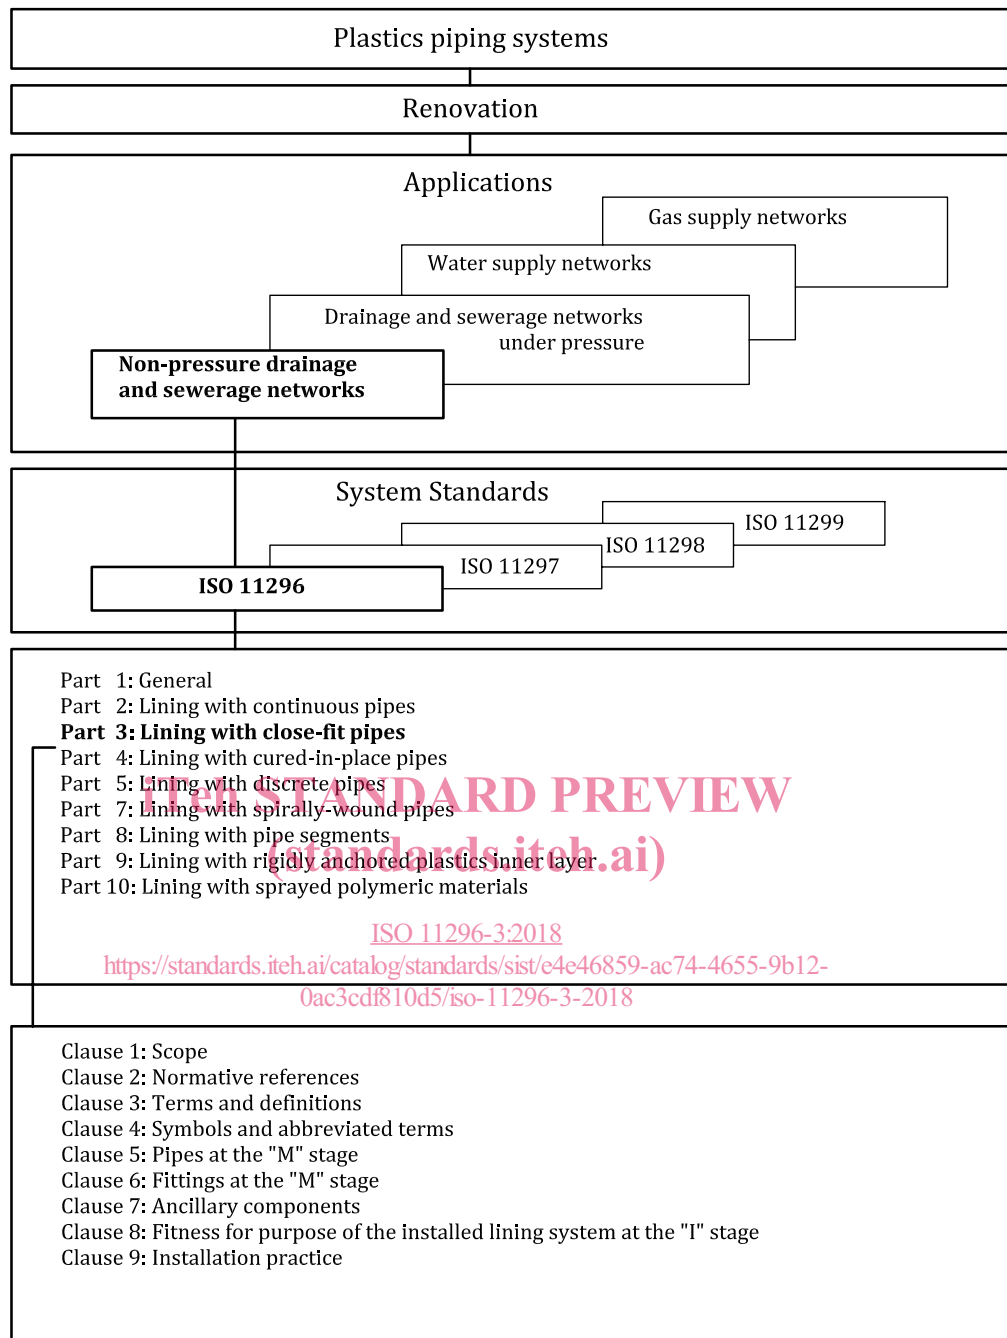 Plastics piping systems
Renovation
Applications
Gas supply networks
Water supply networks
Drainage and sewerage networks
under pressure
Non-pressure drainage
and sewerage networks
System Standards
ISO 11299
ISO 11298
ISO 11297
ISO 11296
Part 1: General
Part 2: Lining with continuous pipes
Part 3: Lining with close-fit pipes
Part 4: Lining with cured-in-place pipes
Part 5: Lining with discrete pipes
iTeh STANDARD PREVIEW
Part 7: Lining with spirally-wound pipes
Part 8: Lining with pipe segments
(standards.iteh.ai)
Part 9: Lining with rigidly anchored plastics inner layer
Part 10: Lining with sprayed polymeric materials
ISO 11296-3:2018
https://standards.iteh.ai/catalog/standards/sist/e4e46859-ac74-4655-9b12-
0ac3cdf810d5/iso-11296-3-2018
Clause 1: Scope
Clause 2: Normative references
Clause 3: Terms and definitions
Clause 4: Symbols and abbreviated terms
Clause 5: Pipes at the "M" stage
Clause 6: Fittings at the "M" stage
Clause 7: Ancillary components
Clause 8: Fitness for purpose of the installed lining system at the "I" stage
Clause 9: Installation practice